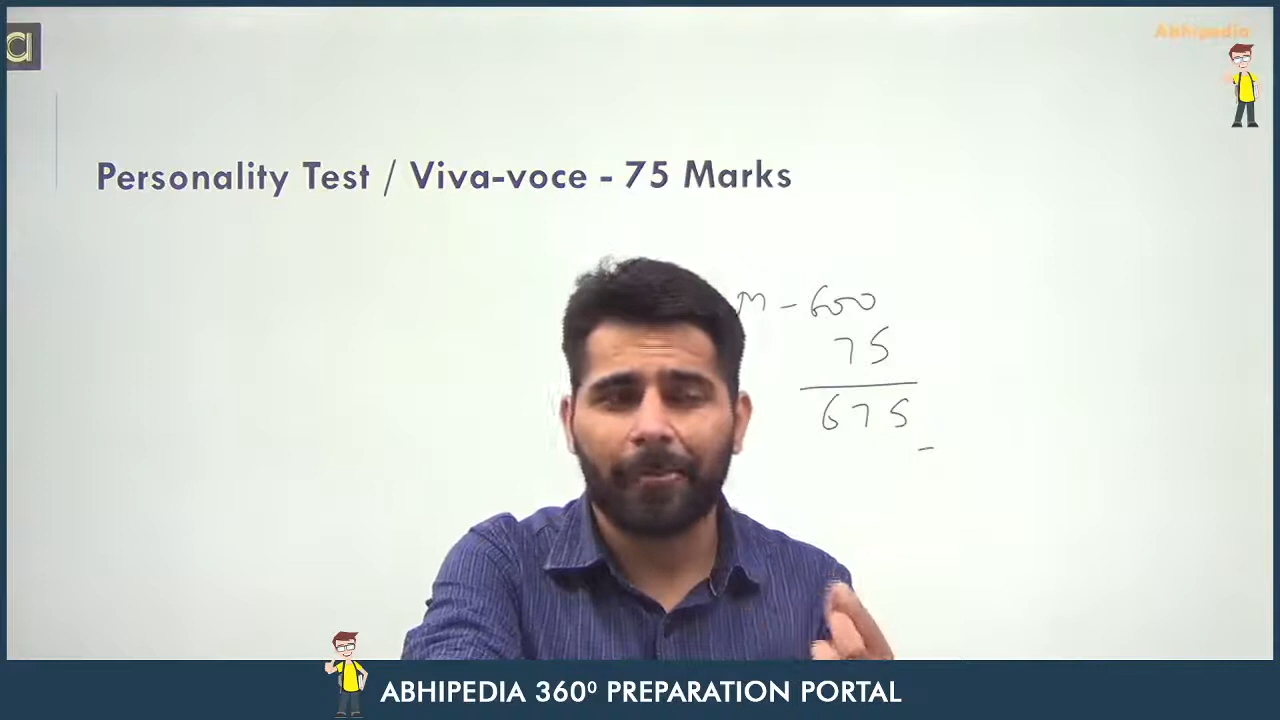 a
Abhipedia
Personality Test / Viva-voce - 75 Marks
M - 600
75
675
ABHIPEDIA 360⁰ PREPARATION PORTAL